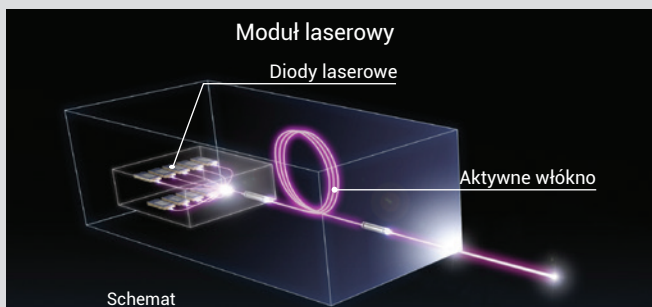 Moduł laserowy
Diody laserowe
Aktywne włókno
Schemat